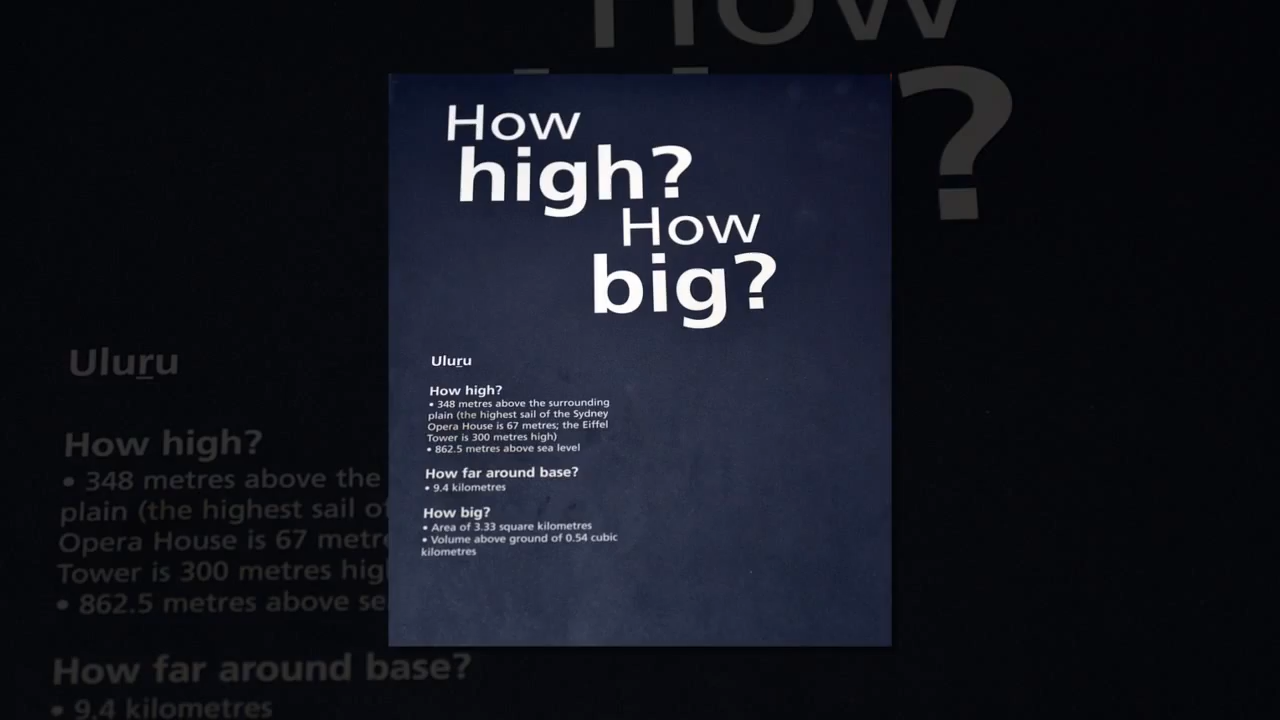 How
high?
How
big?
Uluṟu
How high?
• 348 metres above the surrounding
plain (the highest sail of the Sydney
Opera House is 67 metres; the Eiffel
Tower is 300 metres high)
• 862.5 metres above sea level
How far around base?
• 9.4 kilometres
How big?
• Area of 3.33 square kilometres
• Volume above ground of 0.54 cubic
kilometres